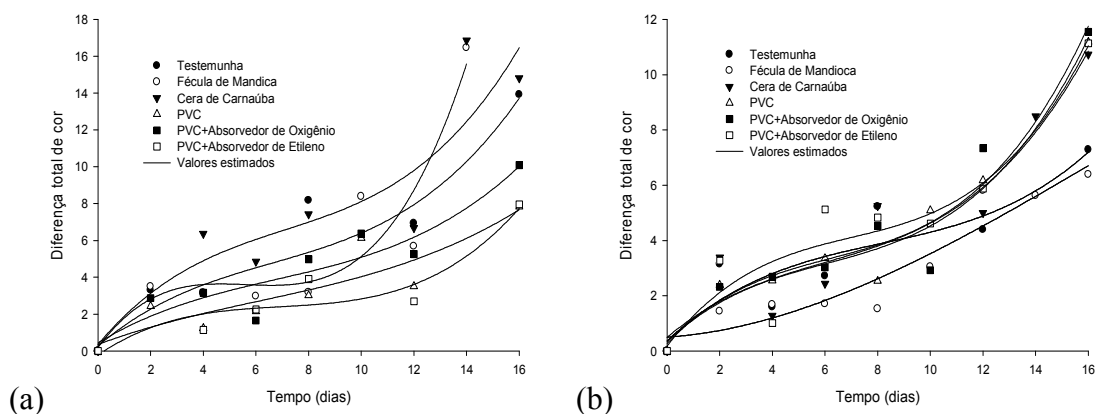 18
16
14
12
10
8
6
4
2
0
Diferença total de cor
Testemunha
Fécula de Mandica
Cera de Carnaúba
PVC
PVC+Absorvedor de Oxigênio
PVC+Absorvedor de Etileno
Valores estimados
0 2 4 6 8 10 12 14 16
Tempo (dias)
(a)
12
10
8
6
4
2
0
Diferença total de cor
Testemunha
Fécula de Mandioca
Cera de Carnaúba
PVC
PVC+Absorvedor de Oxigênio
PVC+Absorvedor de Etileno
Valores estimados
0 2 4 6 8 10 12 14 16
Tempo (dias)
(b)